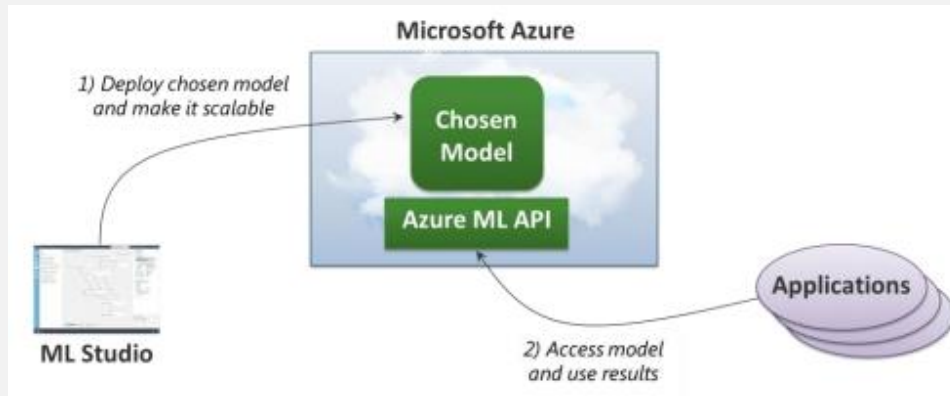 Microsoft Azure
1) Deploy chosen model
and make it scalable
Chosen
Model
Azure ML API
Applications
ML Studio
2) Access model
and use results